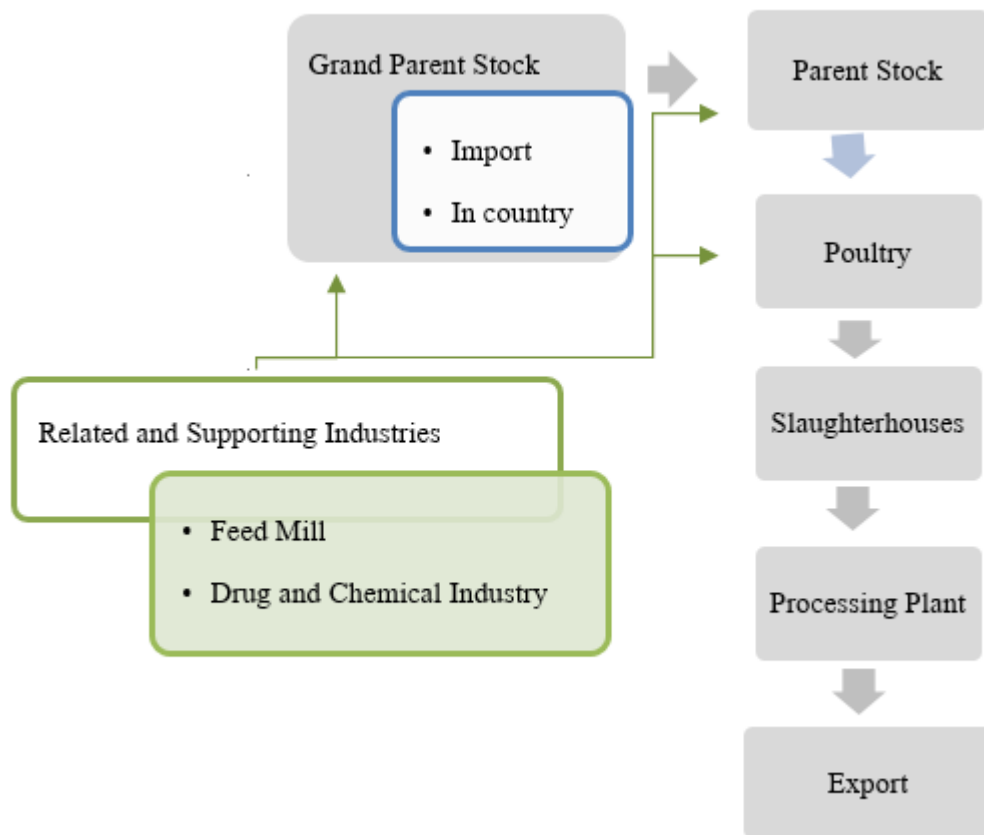 Grand Parent Stock
• Import
• In country
Parent Stock
Poultry
Related and Supporting Industries
• Feed Mill
• Drug and Chemical Industry
Slaughterhouses
Processing Plant
Export